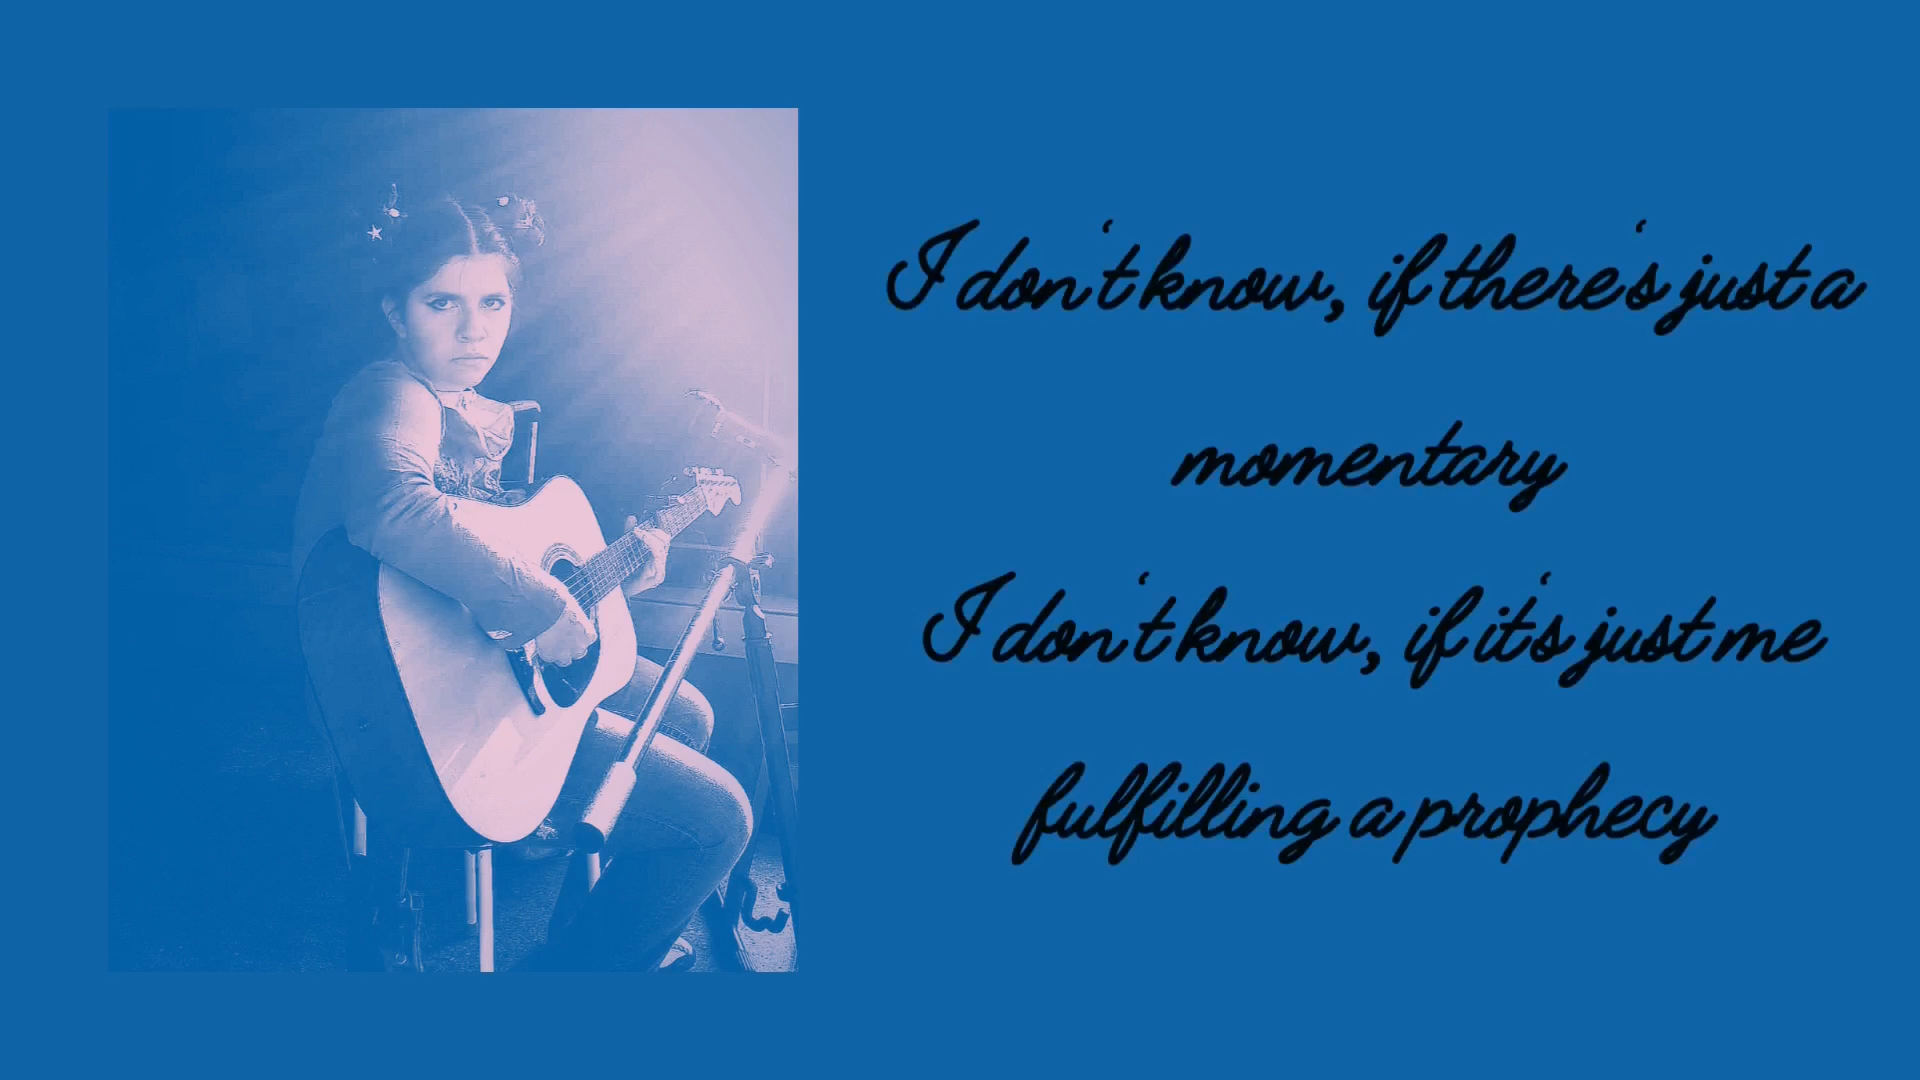 I don't know, if there's just a
momentary
I don't know, if it's just me
fulfilling a prophecy